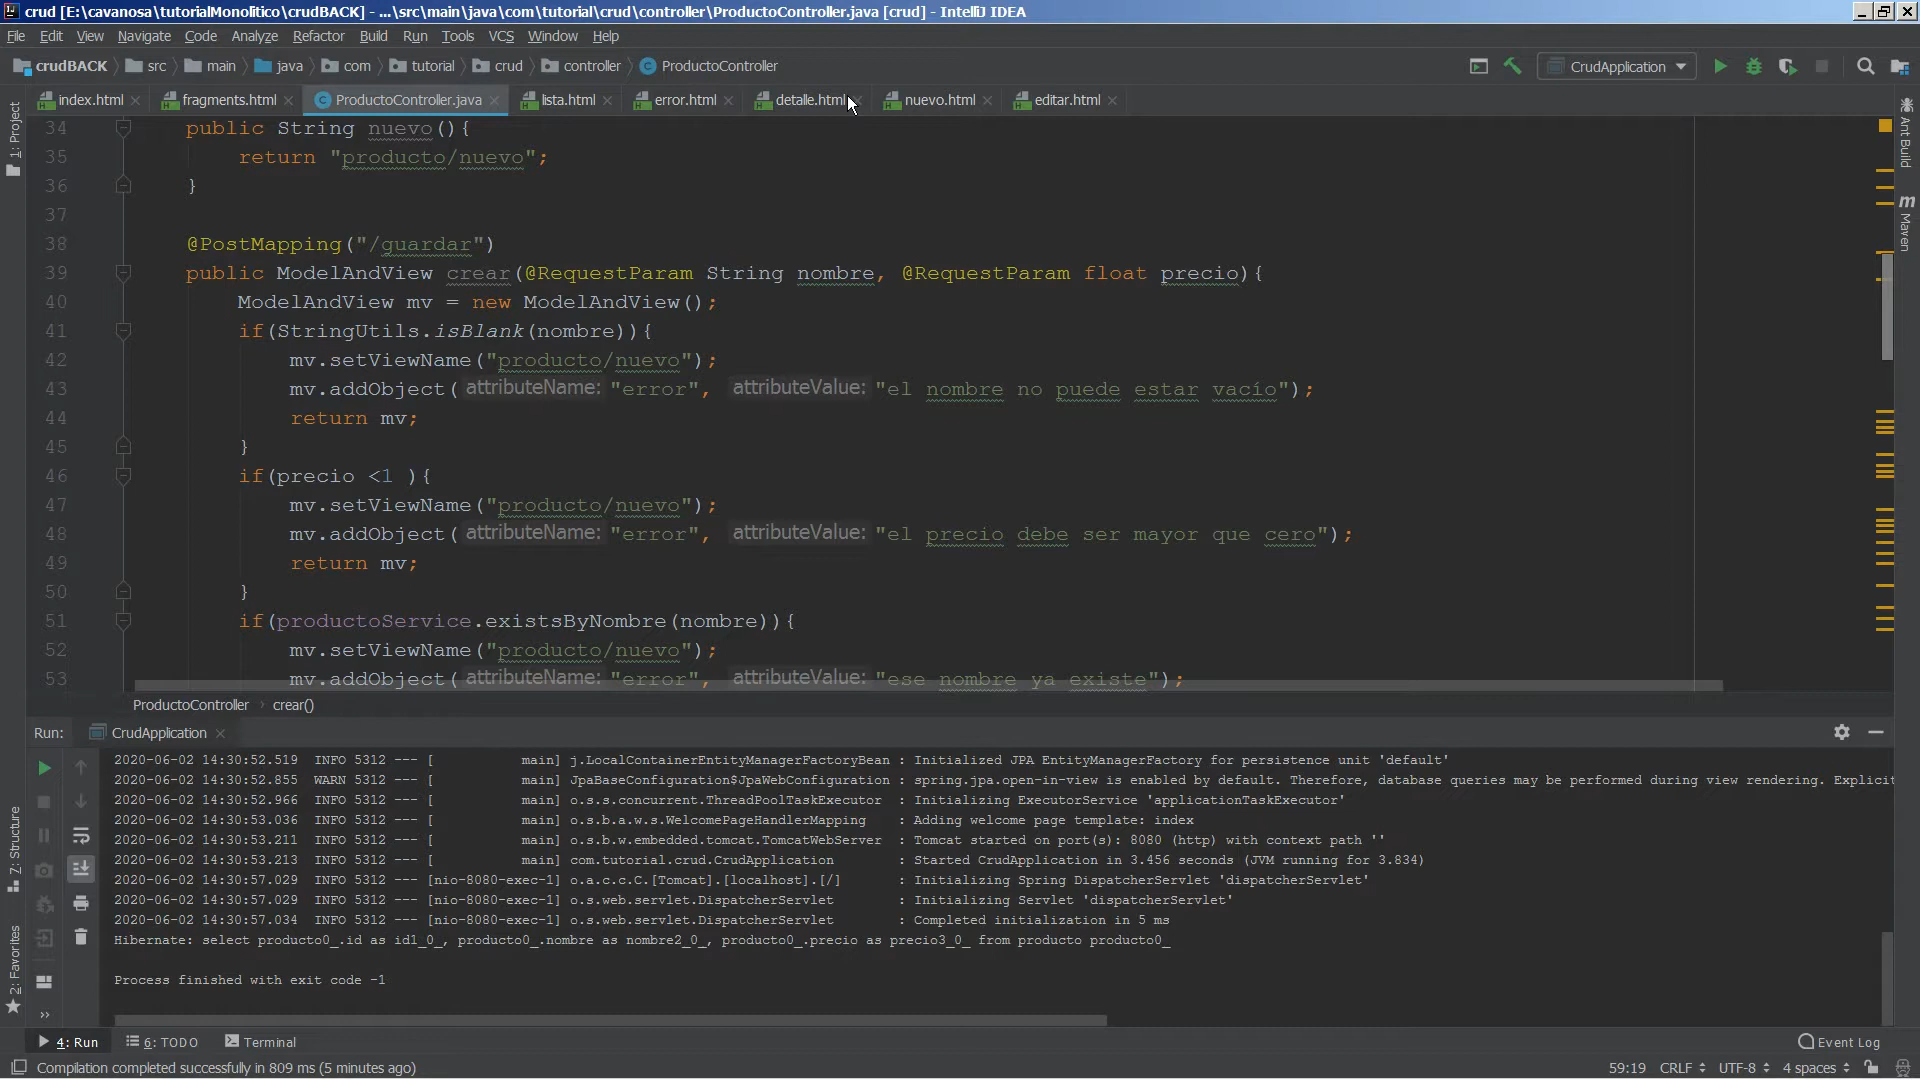 crud [E:\cavanosa\tutorialMonolitico\crudBACK] - ...\src\main\java\com\tutorial\crud\controller\ProductoController.java [crud] - IntelliJ IDEA
File Edit View Navigate Code Analyze Refactor Build Run Tools VCS Window Help
crudBACK src main java com tutorial crud controller ProductoController CrudApplication
index.html fragments.html ProductoController.java lista.html error.html detalle.html nuevo.html editar.html
1: Project
Ant Build
Maven
34 public String nuevo(){
35 return "producto/nuevo";
36 }
37
38 @PostMapping("/guardar")
39 public ModelAndView crear(@RequestParam String nombre, @RequestParam float precio){
40 ModelAndView mv = new ModelAndView();
41 if(StringUtils.isBlank(nombre)){
42 mv.setViewName("producto/nuevo");
43 mv.addObject( attributeName: "error", attributeValue: "el nombre no puede estar vacío");
44 return mv;
45 }
46 if(precio <1 ){
47 mv.setViewName("producto/nuevo");
48 mv.addObject( attributeName: "error", attributeValue: "el precio debe ser mayor que cero");
49 return mv;
50 }
51 if(productoService.existsByNombre(nombre)){
52 mv.setViewName("producto/nuevo");
53 mv.addObject( attributeName: "error", attributeValue: "ese nombre ya existe");
ProductoController › crear()
Run: CrudApplication
2020-06-02 14:30:52.519 INFO 5312 --- [ main] j.LocalContainerEntityManagerFactoryBean : Initialized JPA EntityManagerFactory for persistence unit 'default'
2020-06-02 14:30:52.855 WARN 5312 --- [ main] JpaBaseConfiguration$JpaWebConfiguration : spring.jpa.open-in-view is enabled by default. Therefore, database queries may be performed during view rendering. Explicit
2020-06-02 14:30:52.966 INFO 5312 --- [ main] o.s.s.concurrent.ThreadPoolTaskExecutor : Initializing ExecutorService 'applicationTaskExecutor'
2020-06-02 14:30:53.036 INFO 5312 --- [ main] o.s.b.a.w.s.WelcomePageHandlerMapping : Adding welcome page template: index
2020-06-02 14:30:53.211 INFO 5312 --- [ main] o.s.b.w.embedded.tomcat.TomcatWebServer : Tomcat started on port(s): 8080 (http) with context path ''
2020-06-02 14:30:53.213 INFO 5312 --- [ main] com.tutorial.crud.CrudApplication : Started CrudApplication in 3.456 seconds (JVM running for 3.834)
2020-06-02 14:30:57.029 INFO 5312 --- [nio-8080-exec-1] o.a.c.c.C.[Tomcat].[localhost].[/] : Initializing Spring DispatcherServlet 'dispatcherServlet'
2020-06-02 14:30:57.029 INFO 5312 --- [nio-8080-exec-1] o.s.web.servlet.DispatcherServlet : Initializing Servlet 'dispatcherServlet'
2020-06-02 14:30:57.034 INFO 5312 --- [nio-8080-exec-1] o.s.web.servlet.DispatcherServlet : Completed initialization in 5 ms
Hibernate: select producto0_.id as id1_0_, producto0_.nombre as nombre2_0_, producto0_.precio as precio3_0_ from producto producto0_
Process finished with exit code -1
Z: Structure
2: Favorites
4: Run 6: TODO Terminal Event Log
Compilation completed successfully in 809 ms (5 minutes ago) 59:19 CRLF UTF-8 4 spaces